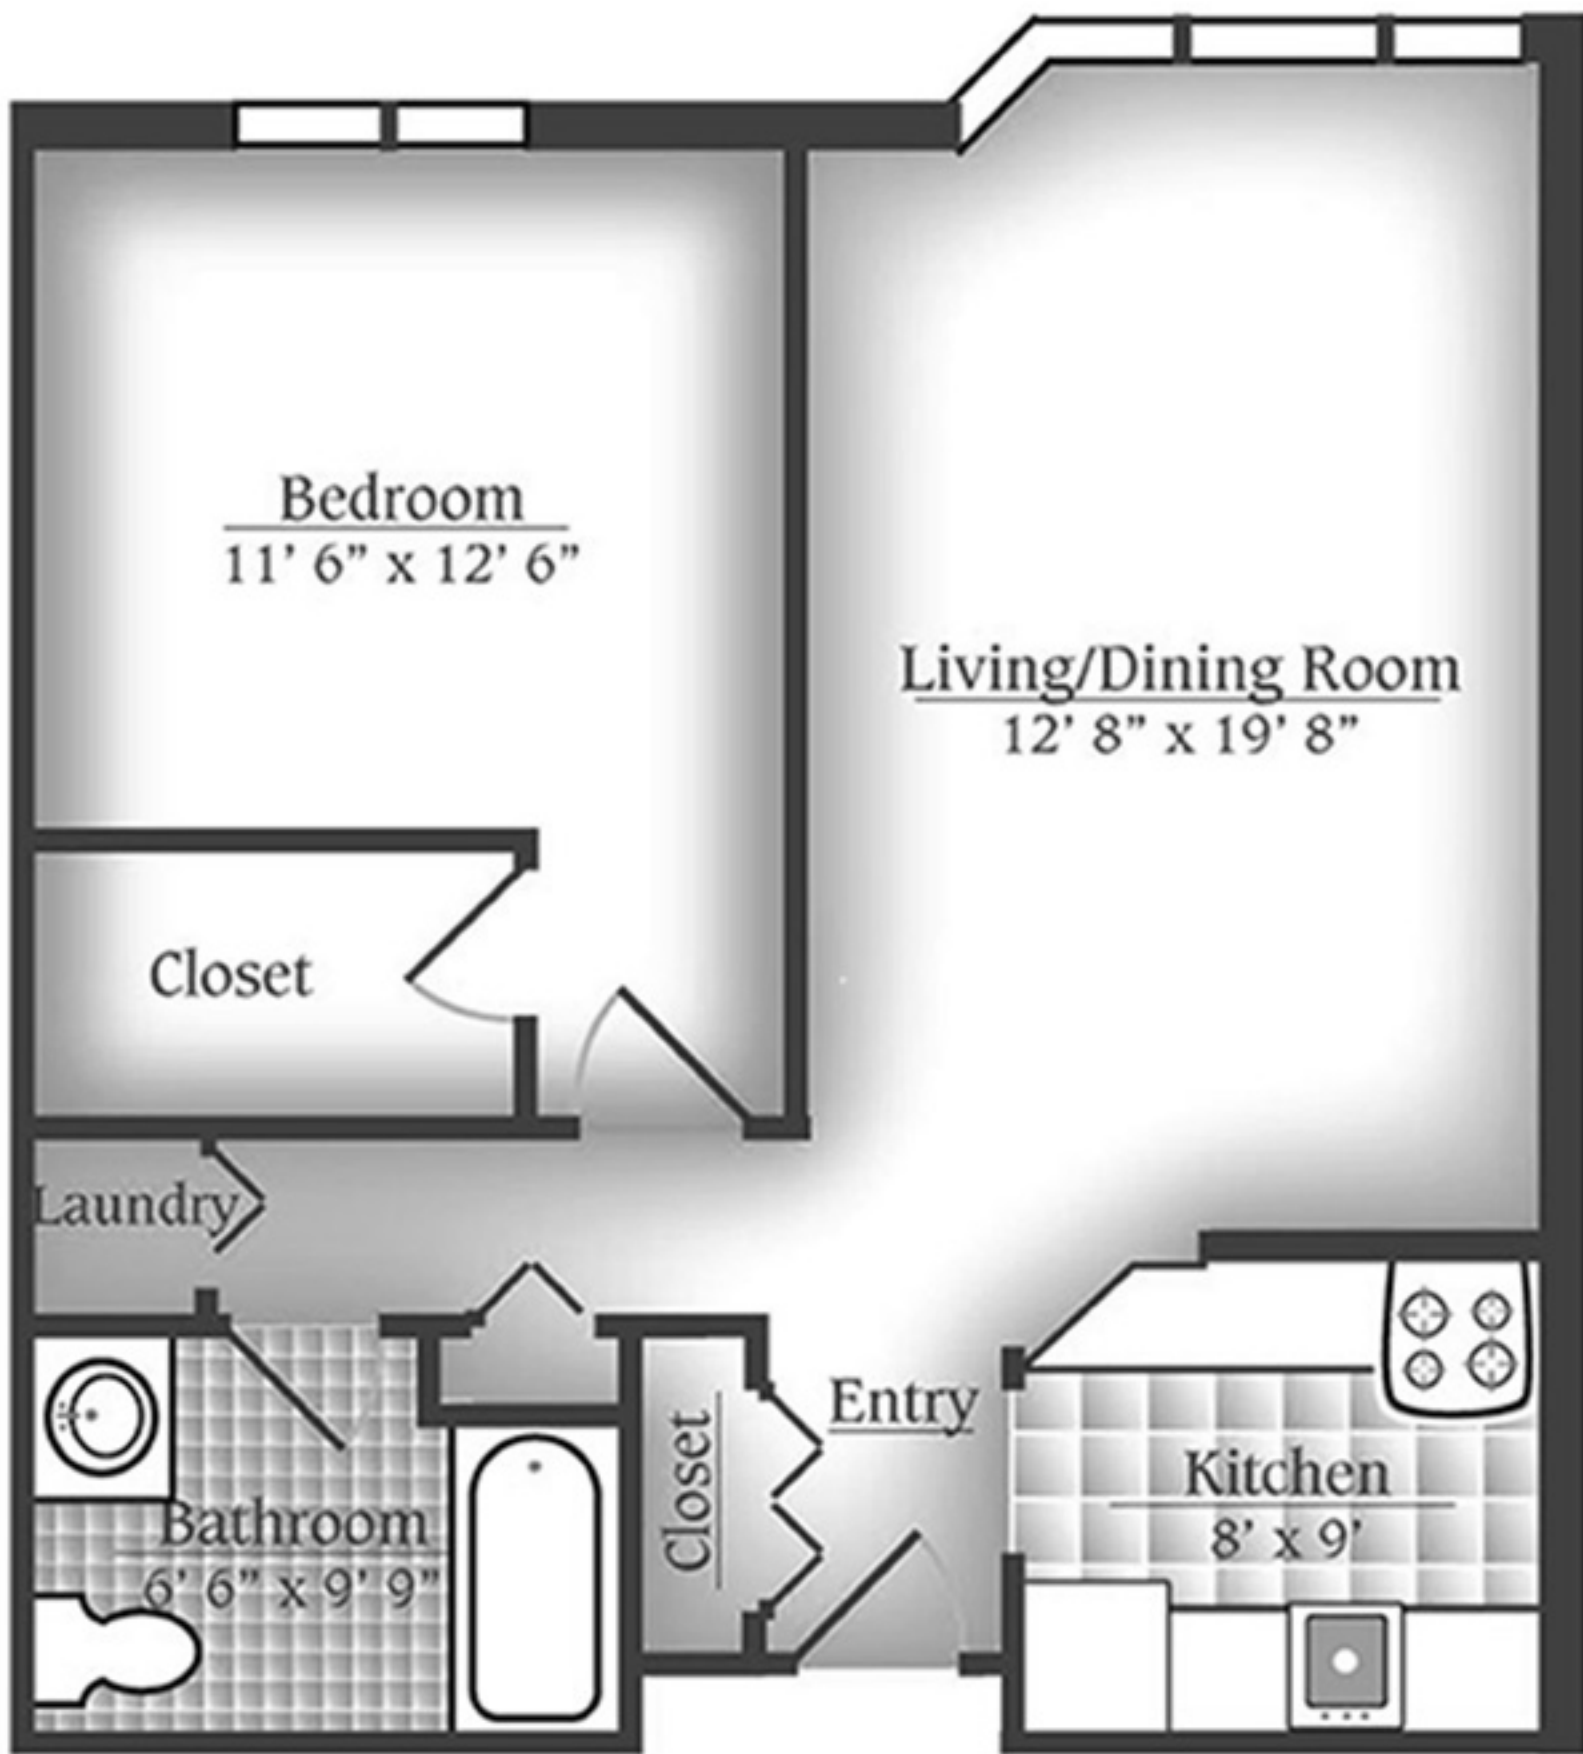 Bedroom
11’ 6” x 12’ 6”
Living/Dining Room
12’ 8” x 19’ 8”
Closet
Laundry
Entry
Closet
Kitchen
8’ x 9’
Bathroom
6’ 6” x 9’ 9”